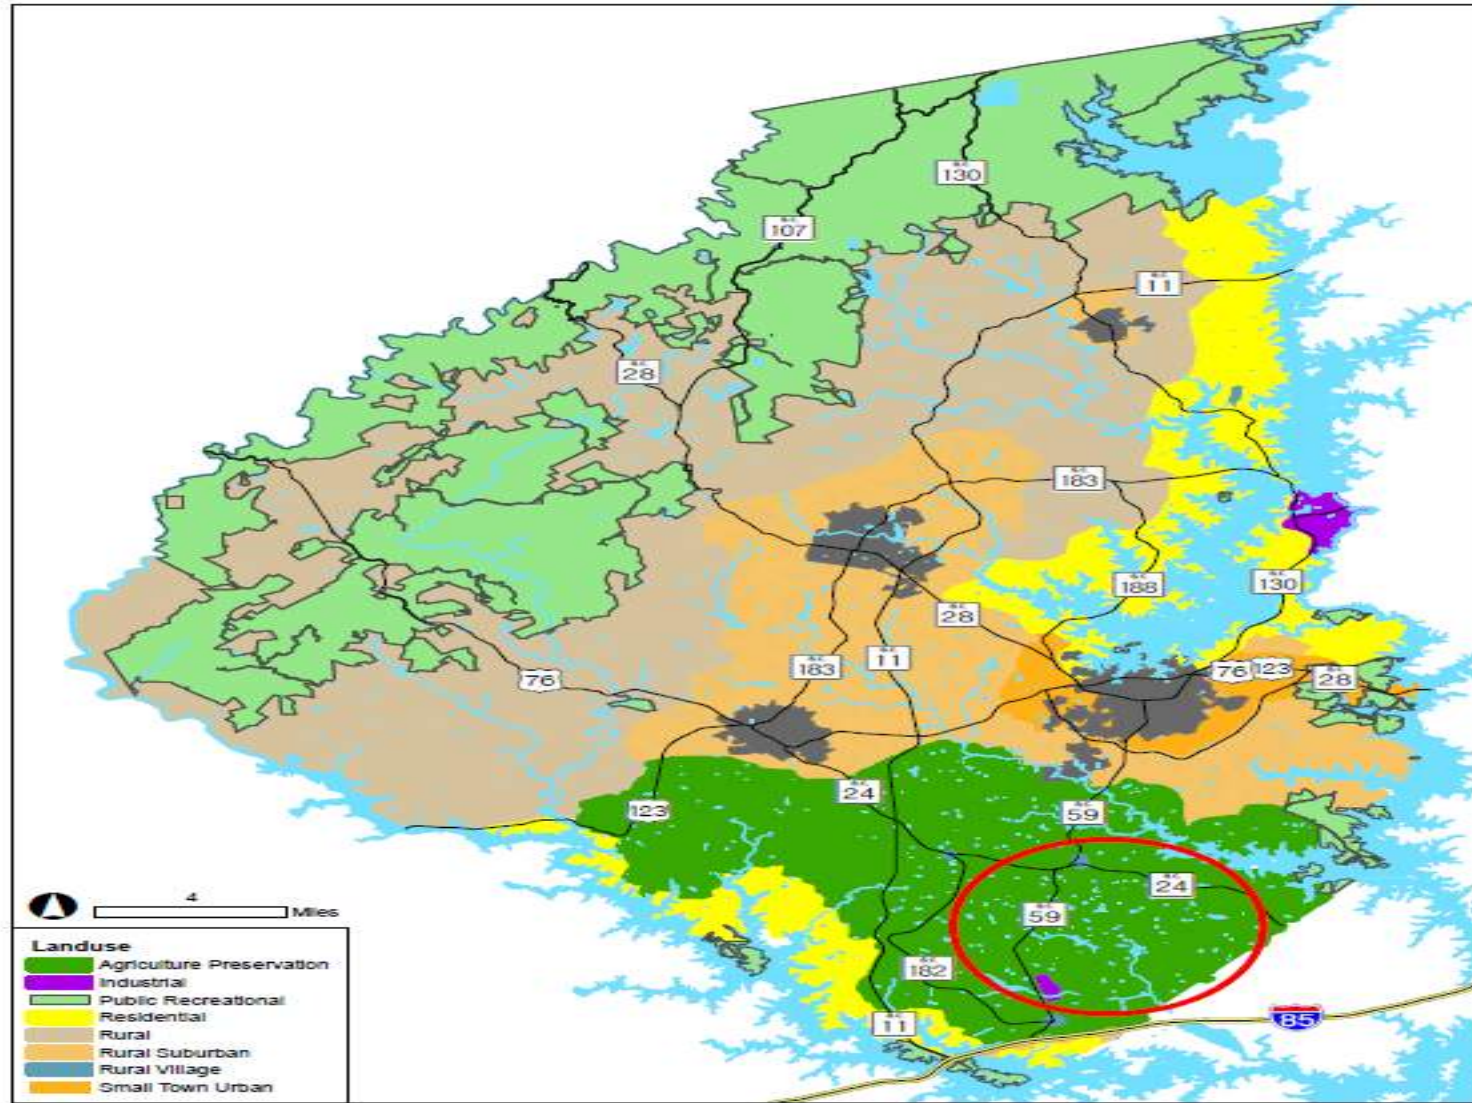 S.C.
130
S.C.
107
S.C.
11
S.C.
28
S.C.
183
S.C.
188
S.C.
130
S.C.
28
S.C.
183
S.C.
11
76
76
123
S.C.
28
S.C.
24
123
S.C.
59
S.C.
24
S.C.
59
S.C.
182
S.C.
11
85
4
Miles
Landuse
Agriculture Preservation
Industrial
Public Recreational
Residential
Rural
Rural Suburban
Rural Village
Small Town Urban